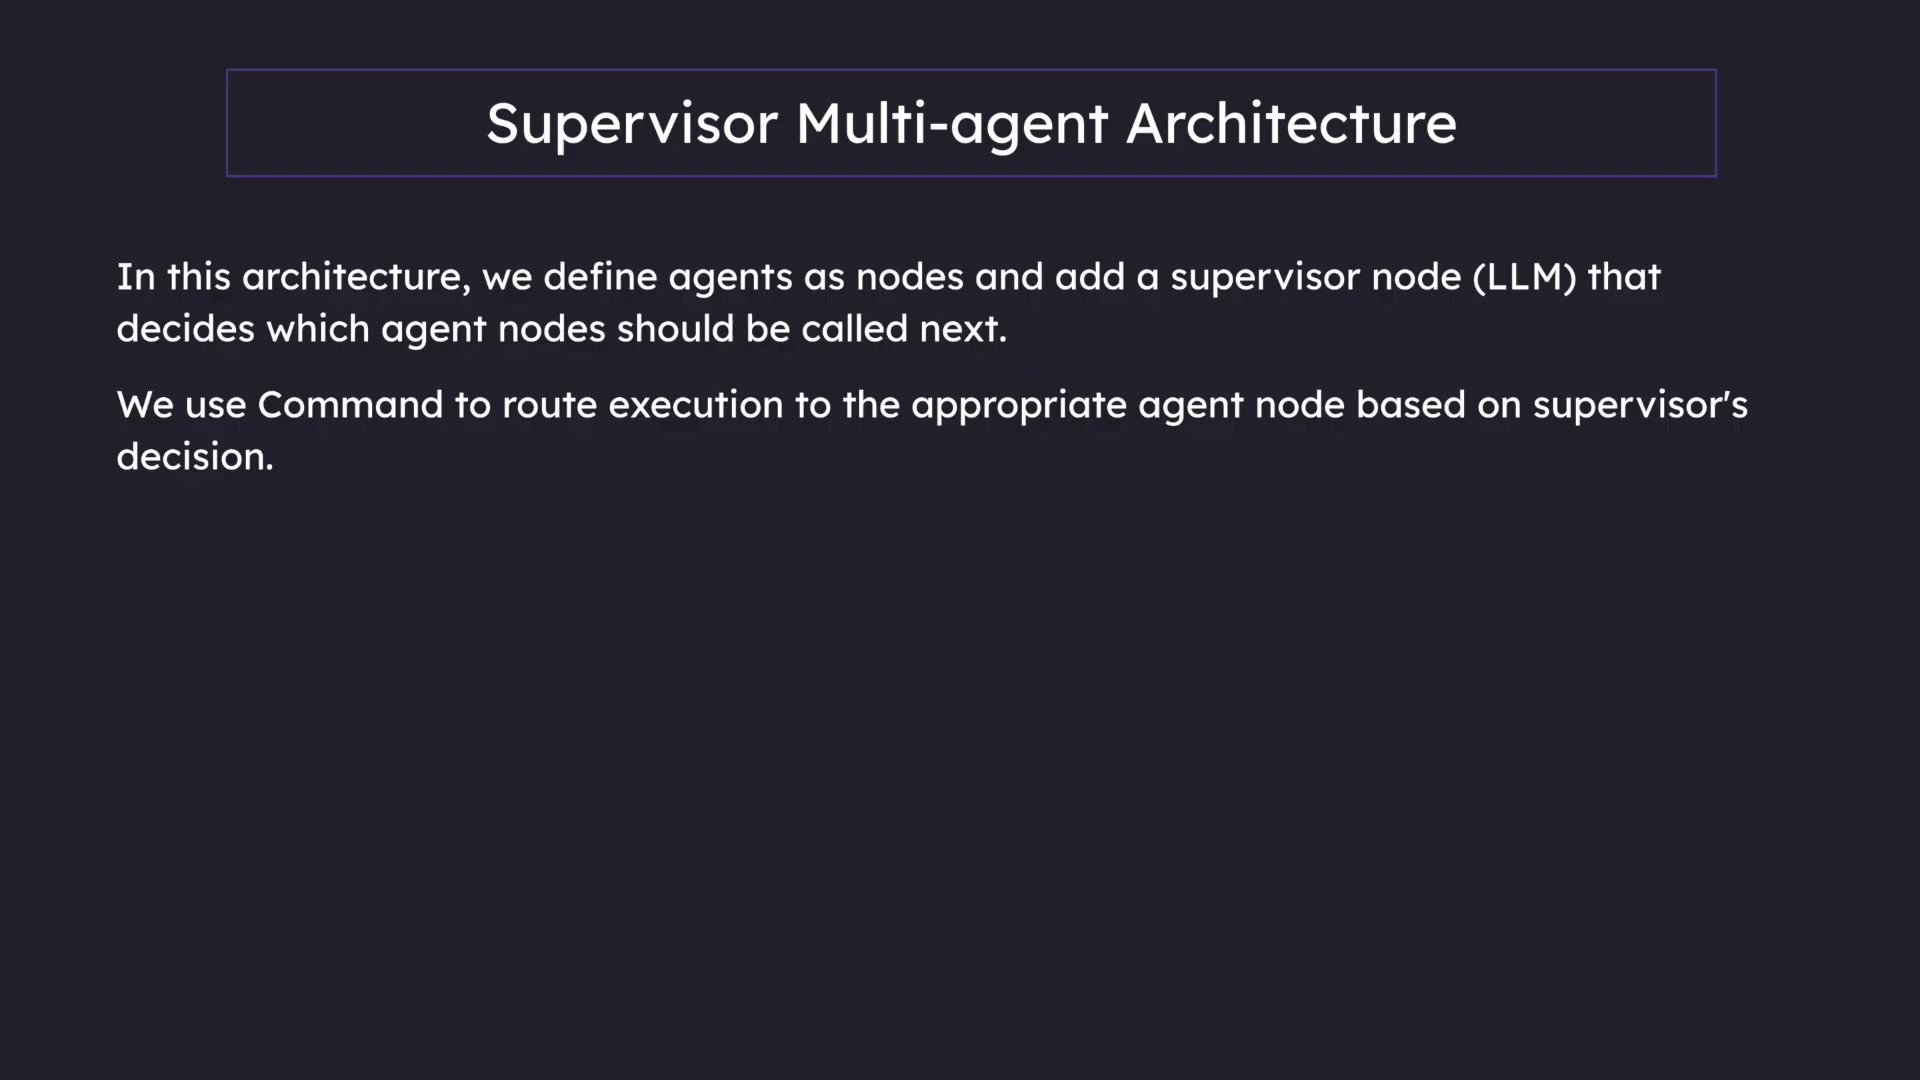 Supervisor Multi-agent Architecture
In this architecture, we define agents as nodes and add a supervisor node (LLM) that
decides which agent nodes should be called next.
We use Command to route execution to the appropriate agent node based on supervisor's
decision.